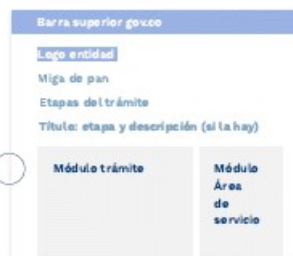 Barra superior gov.co
Logo entidad
Miga de pan
Etapas del trámite
Título: etapa y descripción (si la hay)
Módulo trámite
Módulo
Área
de
servicio